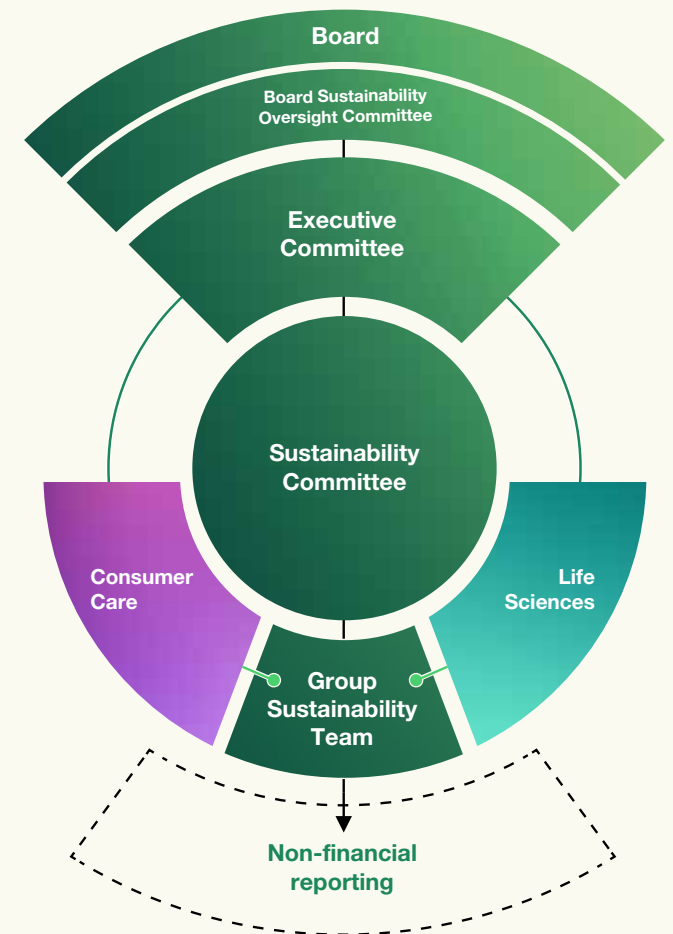 Board
Board Sustainability
Oversight Committee
Executive
Committee
Sustainability
Committee
Consumer
Care
Life
Sciences
Group
Sustainability
Team
Non-financial
reporting